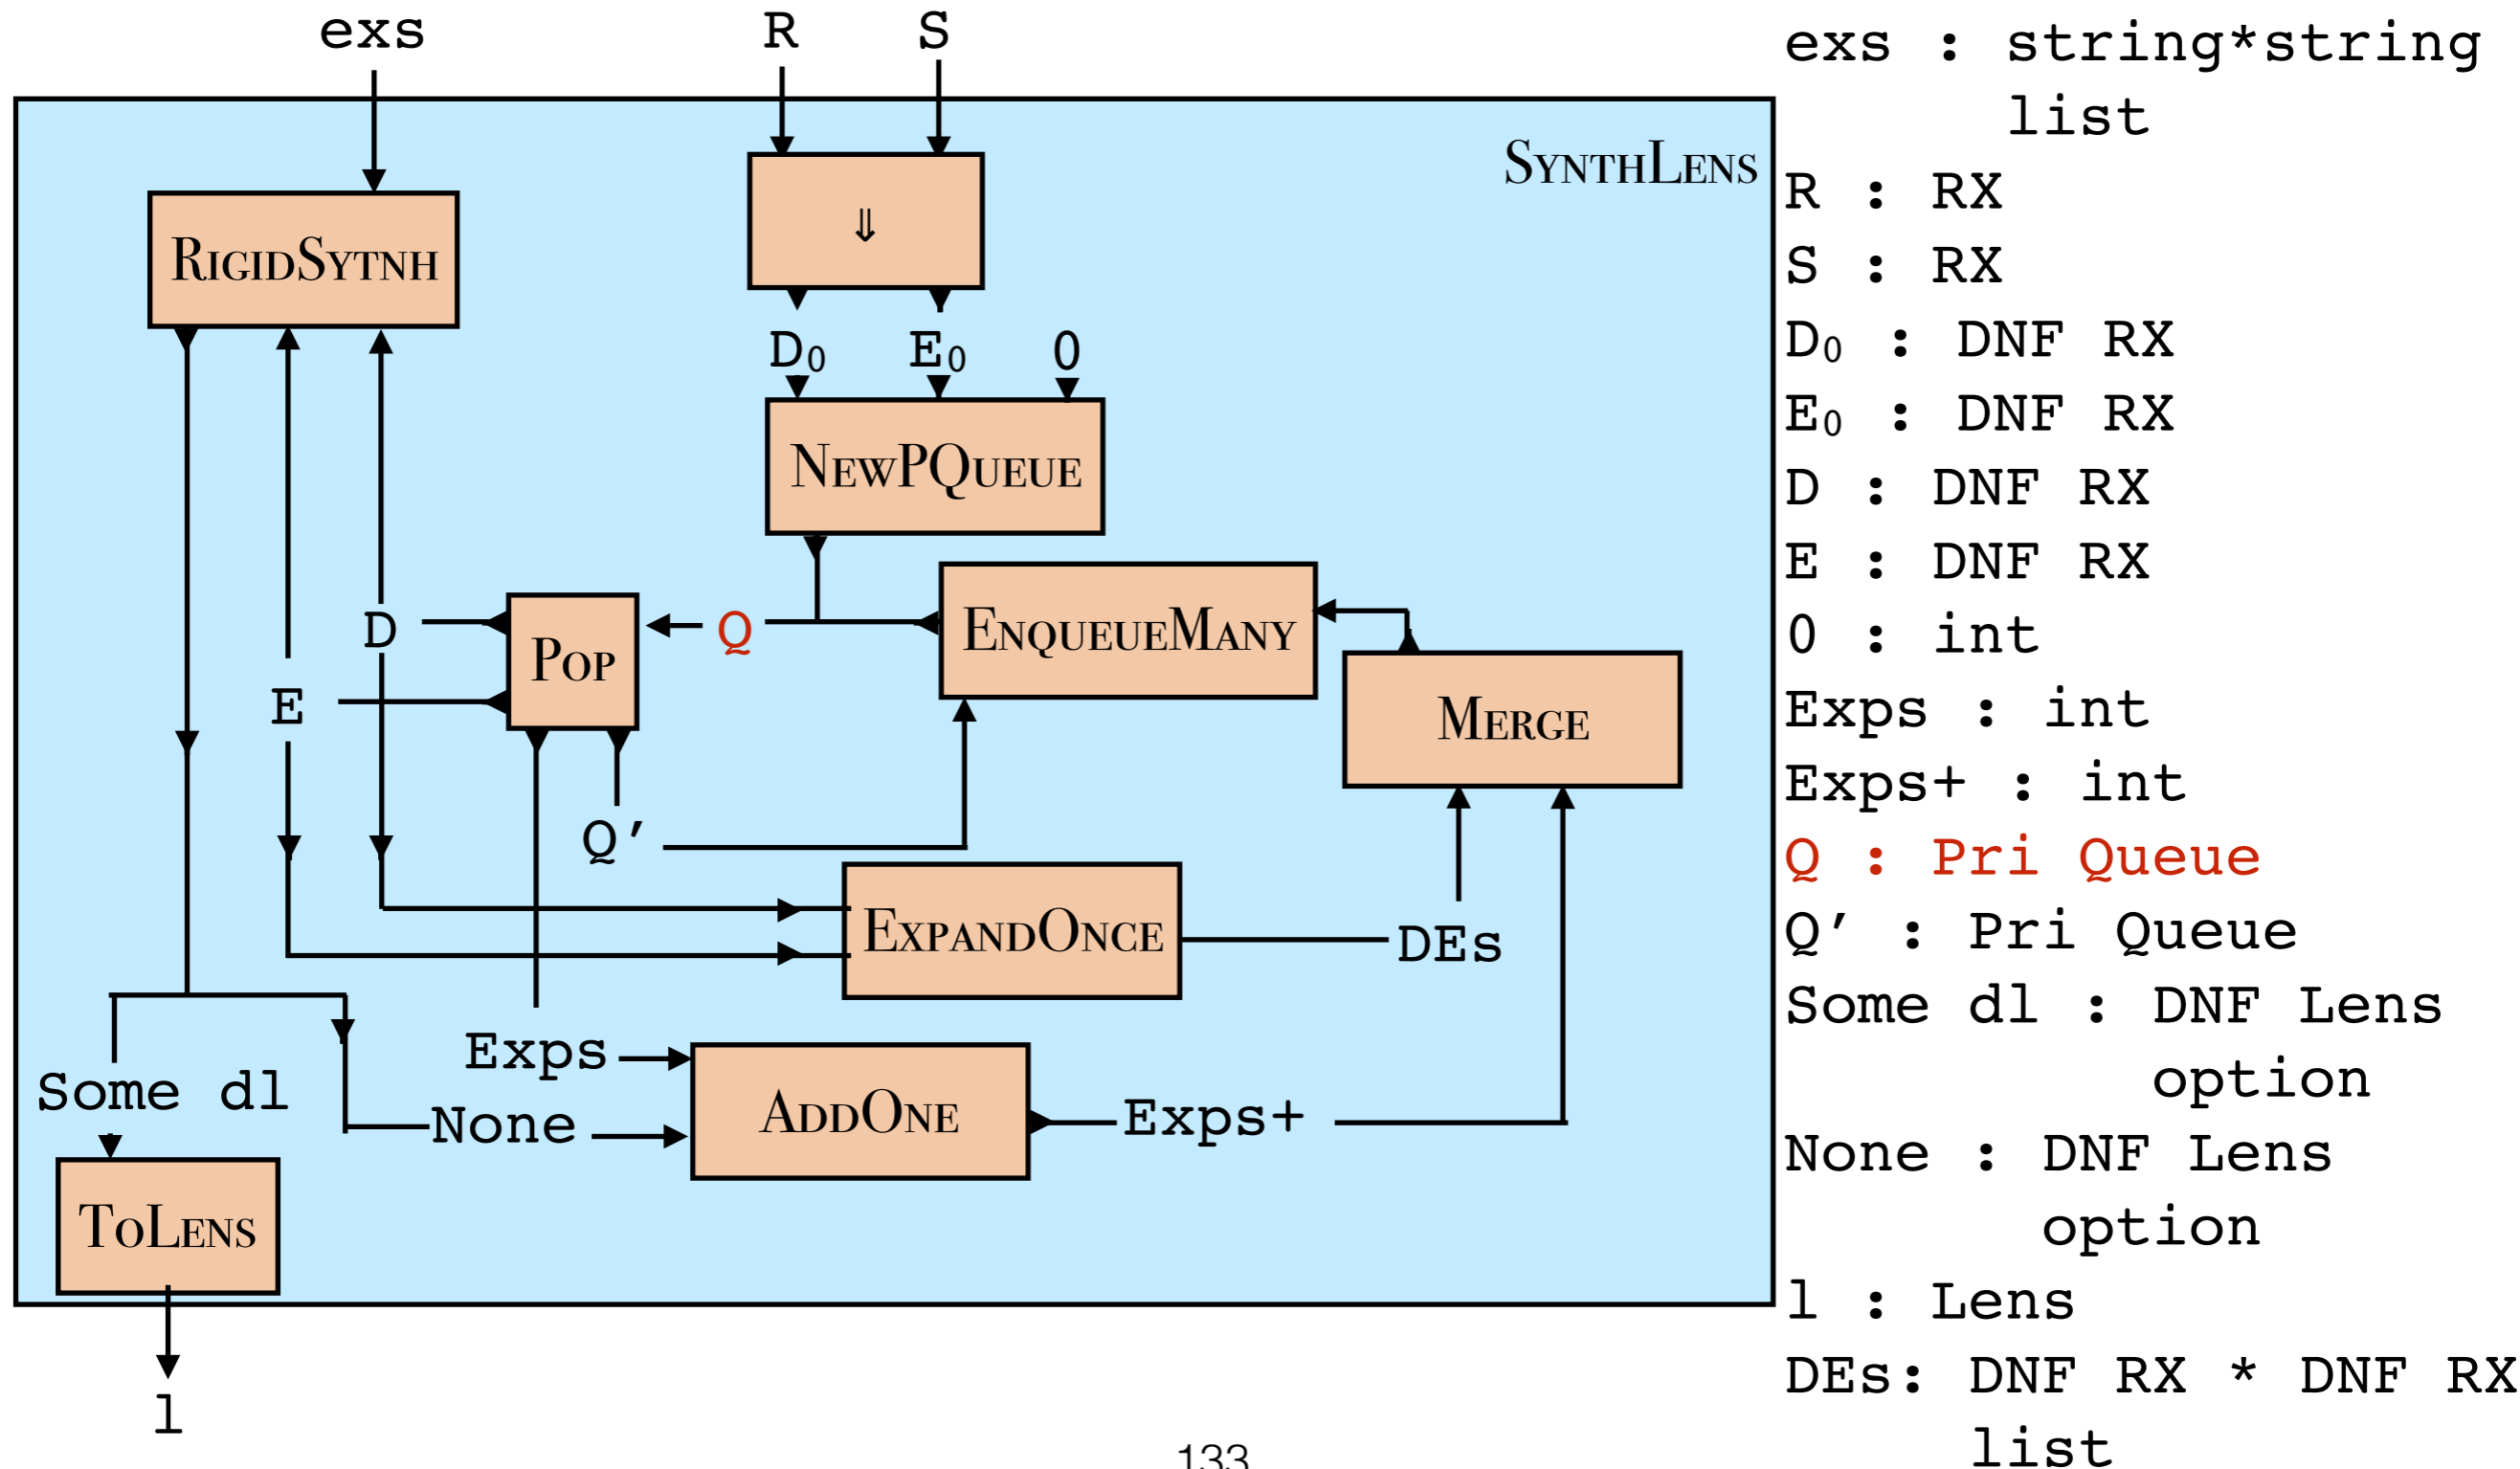 exs
R
S
SynthLens
RigidSytnh
⇓
D₀
E₀
0
NewPQueue
EnqueueMany
D
Pop
Q
E
Merge
Q’
ExpandOnce
DEs
Exps
Some dl
None
AddOne
Exps+
ToLens
l
133
exs : string*string
list
R : RX
S : RX
D₀ : DNF RX
E₀ : DNF RX
D : DNF RX
E : DNF RX
0 : int
Exps : int
Exps+ : int
Q : Pri Queue
Q’ : Pri Queue
Some dl : DNF Lens
option
None : DNF Lens
option
l : Lens
DEs: DNF RX * DNF RX
list